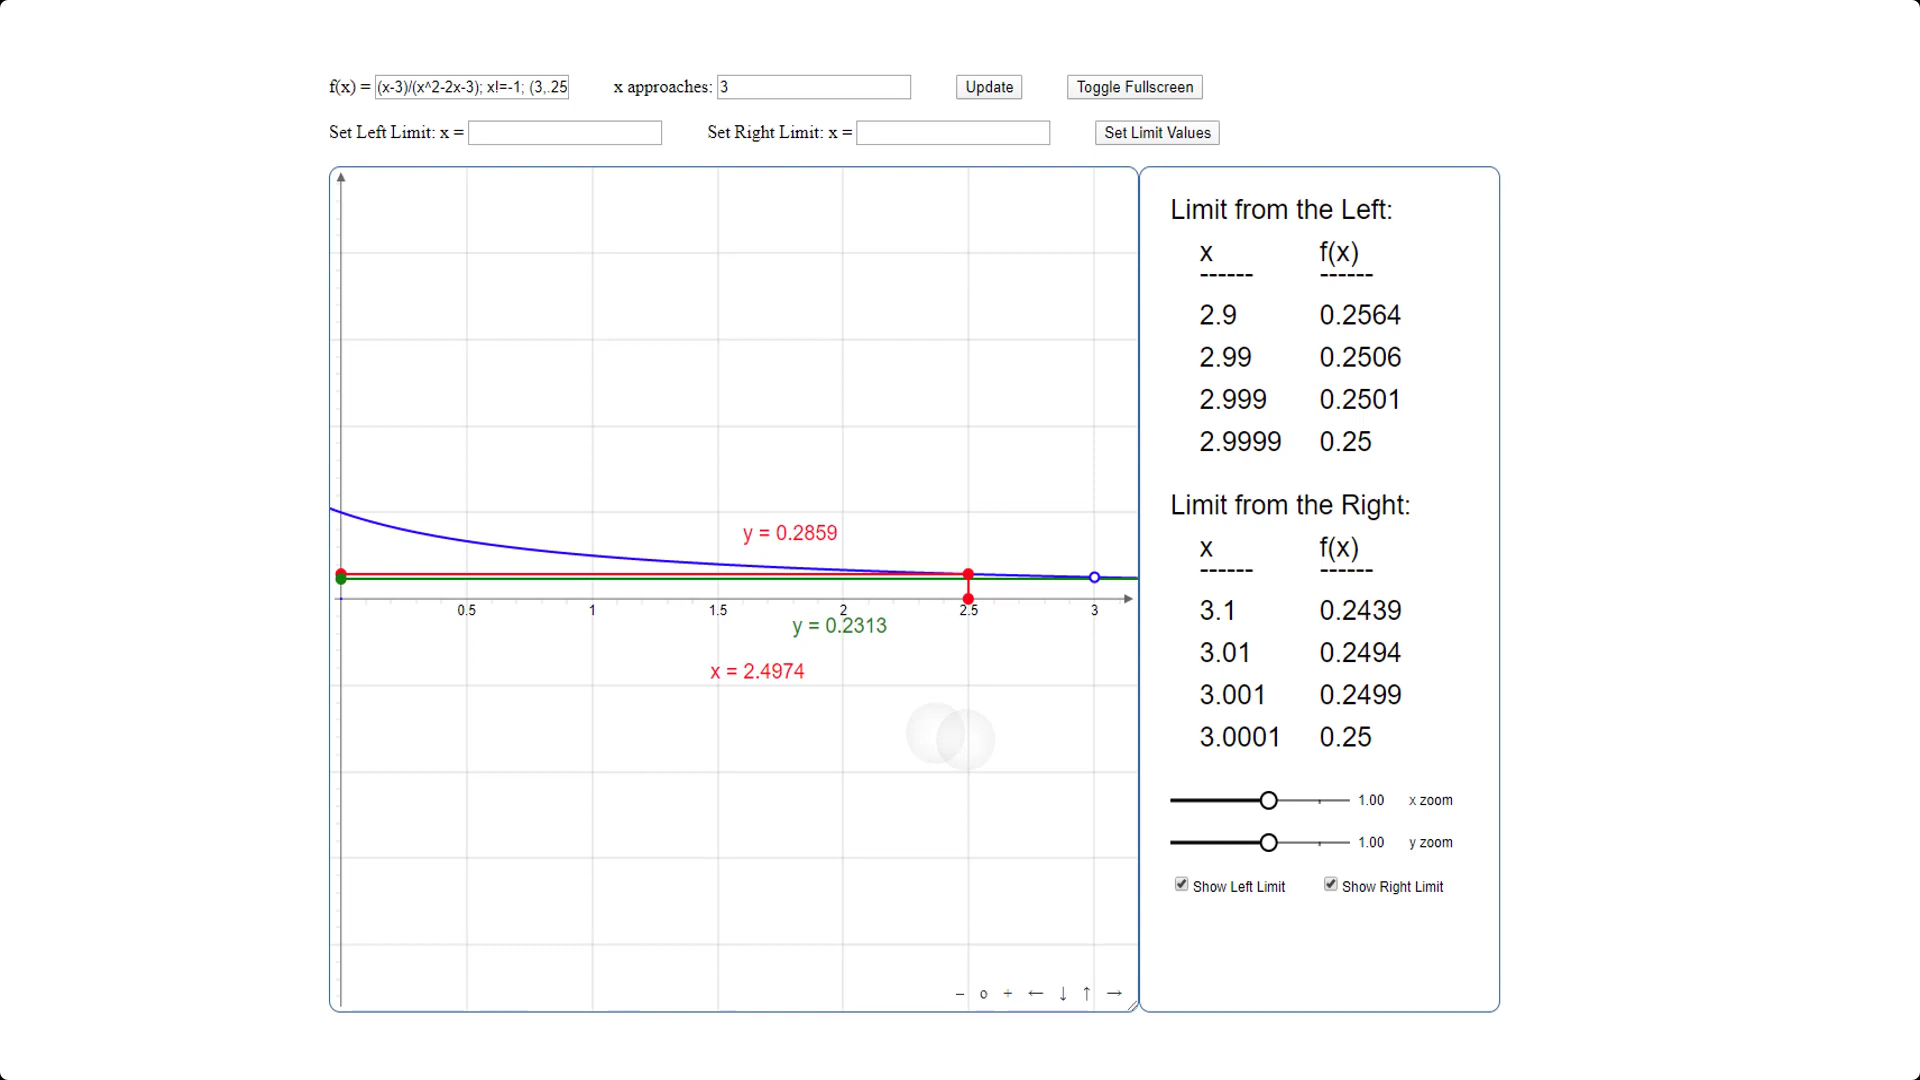 f(x) = (x-3)/(x^2-2x-3); x!=-1; (3,.25 x approaches: 3 Update Toggle Fullscreen
Set Left Limit: x = Set Right Limit: x = Set Limit Values
Limit from the Left:
x f(x)
------ ------
2.9 0.2564
2.99 0.2506
2.999 0.2501
2.9999 0.25
Limit from the Right:
x f(x)
------ ------
3.1 0.2439
3.01 0.2494
3.001 0.2499
3.0001 0.25
1.00 x zoom
1.00 y zoom
Show Left Limit Show Right Limit
y = 0.2859
0.5 1 1.5 2 2.5 3
y = 0.2313
x = 2.4974
− o + ← ↓ ↑ →